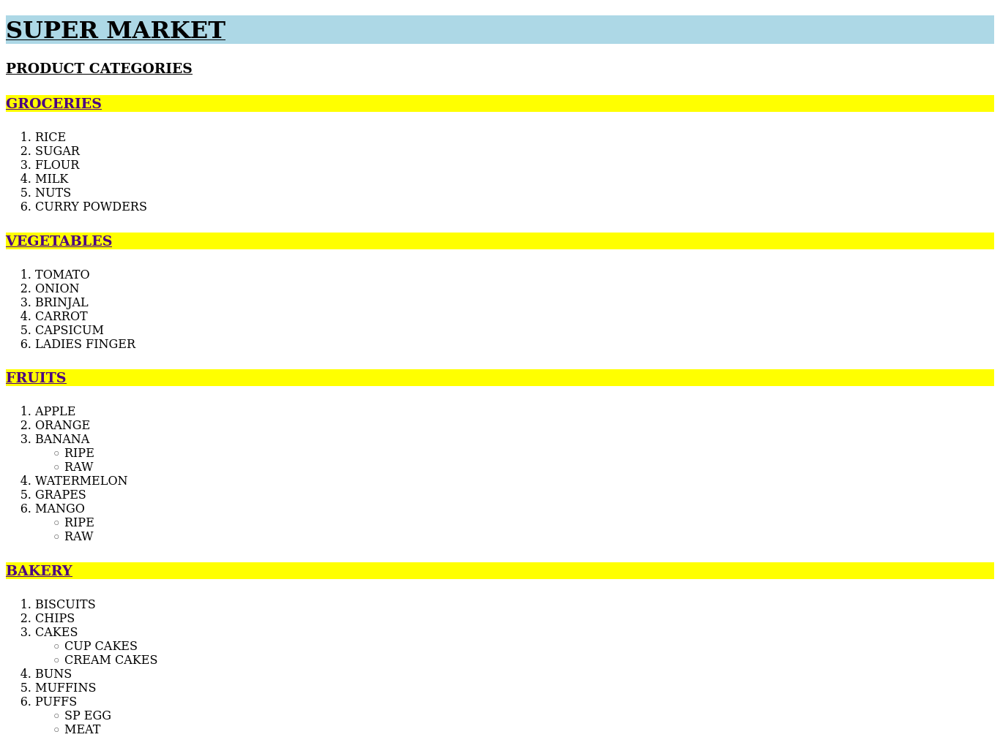 SUPER MARKET
PRODUCT CATEGORIES
GROCERIES
1. RICE
2. SUGAR
3. FLOUR
4. MILK
5. NUTS
6. CURRY POWDERS
VEGETABLES
1. TOMATO
2. ONION
3. BRINJAL
4. CARROT
5. CAPSICUM
6. LADIES FINGER
FRUITS
1. APPLE
2. ORANGE
3. BANANA
○ RIPE
○ RAW
4. WATERMELON
5. GRAPES
6. MANGO
○ RIPE
○ RAW
BAKERY
1. BISCUITS
2. CHIPS
3. CAKES
○ CUP CAKES
○ CREAM CAKES
4. BUNS
5. MUFFINS
6. PUFFS
○ SP EGG
○ MEAT